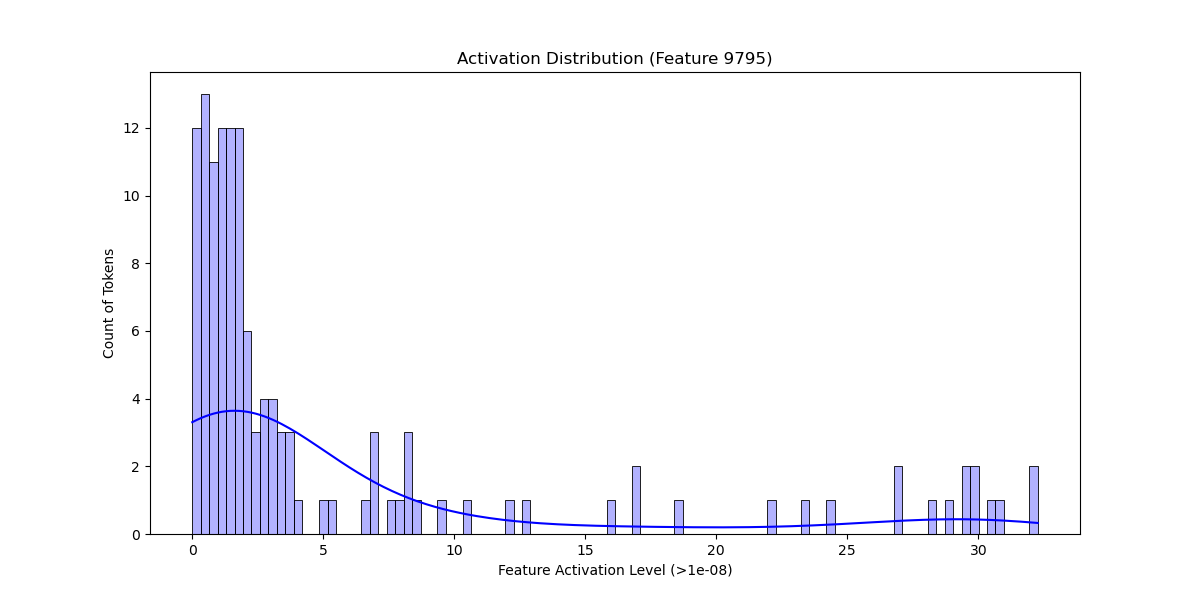 Activation Distribution (Feature 9795)
Count of Tokens
12
10
8
6
4
2
0
0 5 10 15 20 25 30
Feature Activation Level (>1e-08)